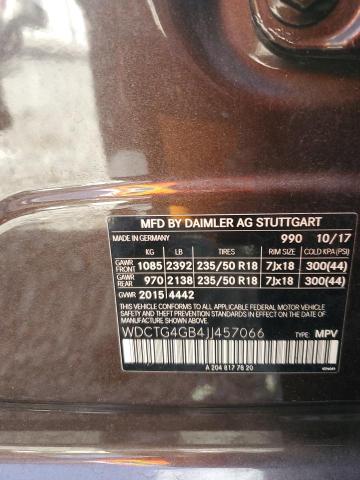 MFD BY DAIMLER AG STUTTGART
MADE IN GERMANY 990 10/17
KG LB TIRES RIM SIZE COLD KPA(PSI)
GAWR FRONT 1085 2392 235/50 R18 7Jx18 300(44)
GAWR REAR 970 2138 235/50 R18 7Jx18 300(44)
GVWR 2015 4442
THIS VEHICLE CONFORMS TO ALL APPLICABLE
U.S. FEDERAL MOTOR VEHICLE
SAFETY STANDARDS IN EFFECT ON THE DATE OF
MANUFACTURE SHOWN ABOVE.
WDCTG4GB4JJ457066 TYPE: MPV
A 204 817 78 20